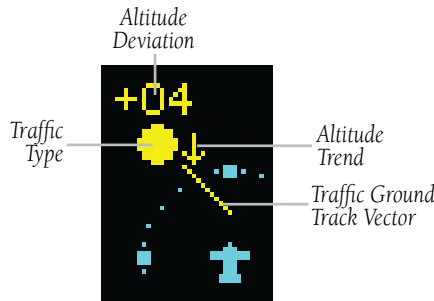 Altitude
Deviation
+04
Traffic
Type
Altitude
Trend
Traffic Ground
Track Vector